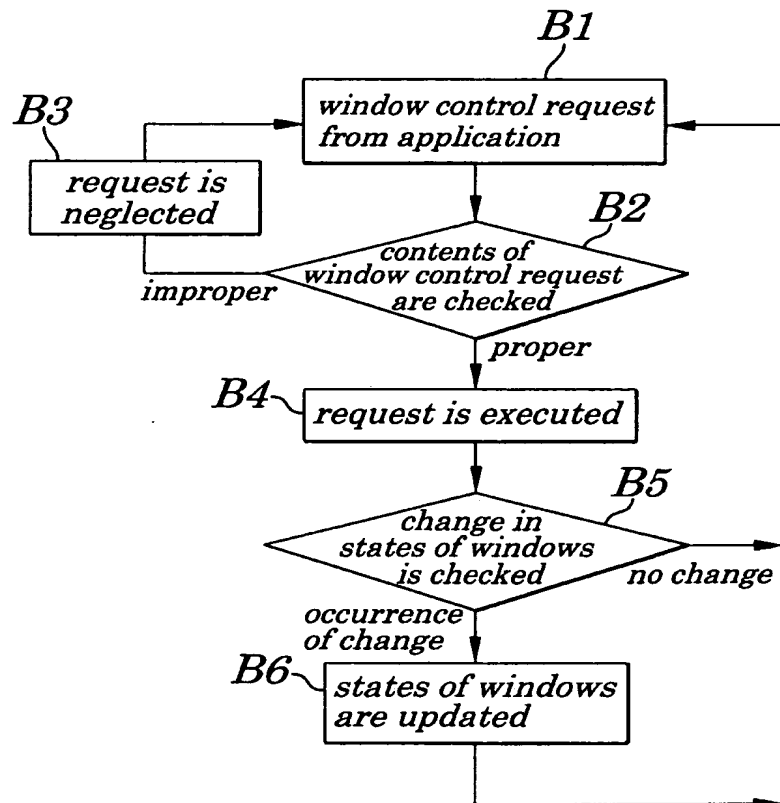 B1
window control request
from application
B3
request is
neglected
B2
contents of
window control request
are checked
improper
proper
B4
request is executed
B5
change in
states of windows
is checked
no change
occurrence
of change
B6
states of windows
are updated